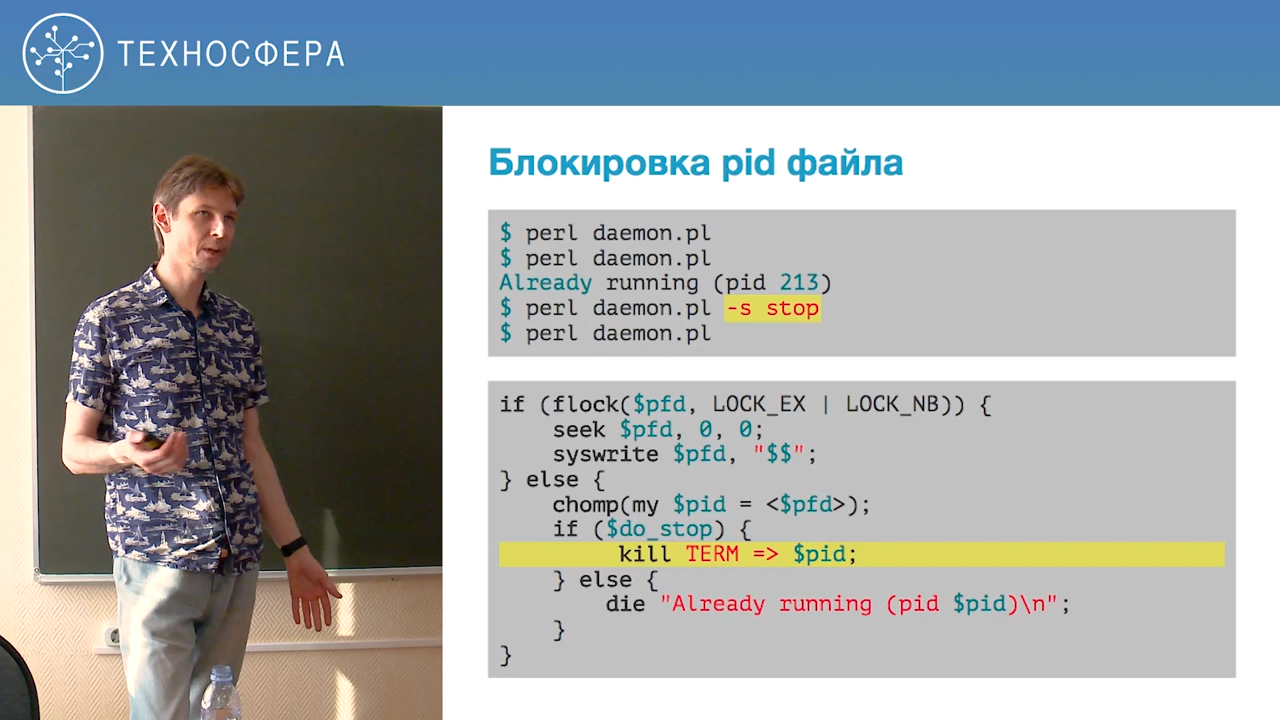 ТЕХНОСФЕРА
Блокировка pid файла
$ perl daemon.pl
$ perl daemon.pl
Already running (pid 213)
$ perl daemon.pl -s stop
$ perl daemon.pl
if (flock($pfd, LOCK_EX | LOCK_NB)) {
    seek $pfd, 0, 0;
    syswrite $pfd, "$$";
} else {
    chomp(my $pid = <$pfd>);
    if ($do_stop) {
         kill TERM => $pid;
    } else {
        die "Already running (pid $pid)\n";
    }
}